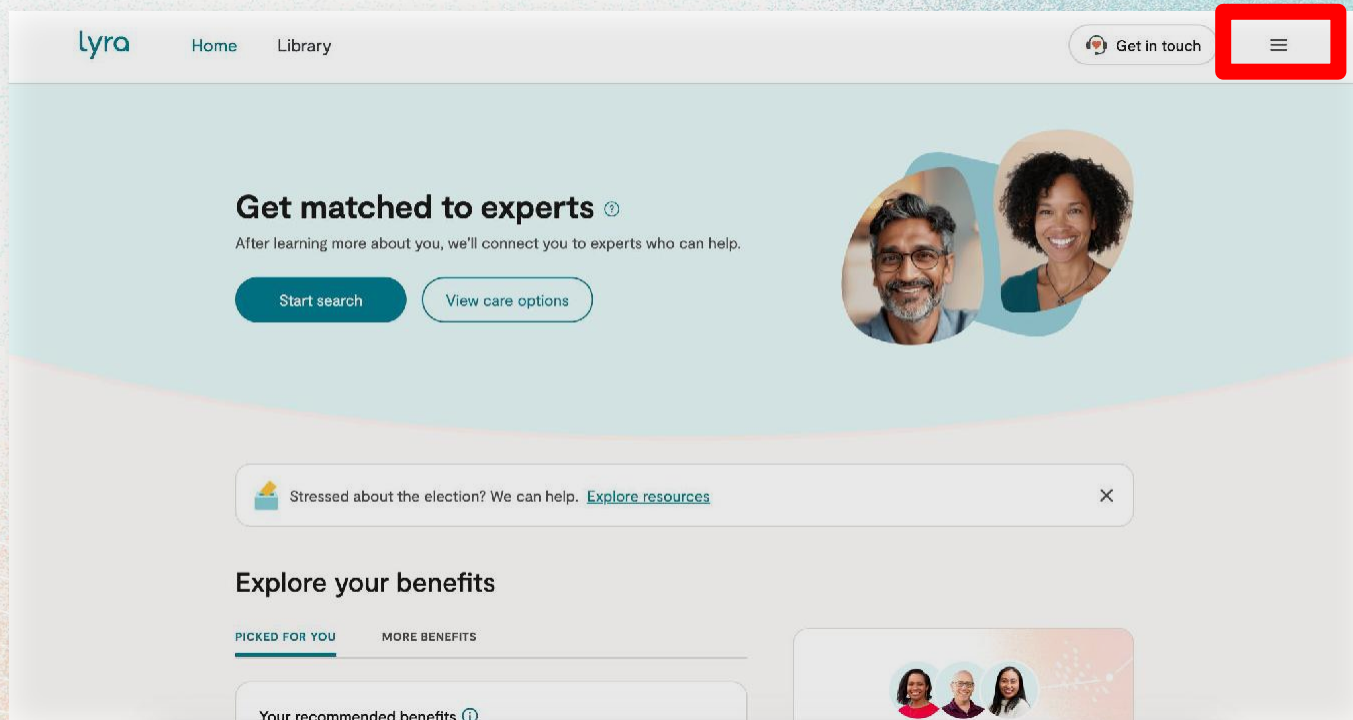 lyra
Home
Library
Get in touch
Get matched to experts
After learning more about you, we'll connect you to experts who can help.
Start search
View care options
Stressed about the election? We can help. Explore resources
Explore your benefits
PICKED FOR YOU
MORE BENEFITS
Your recommended benefits